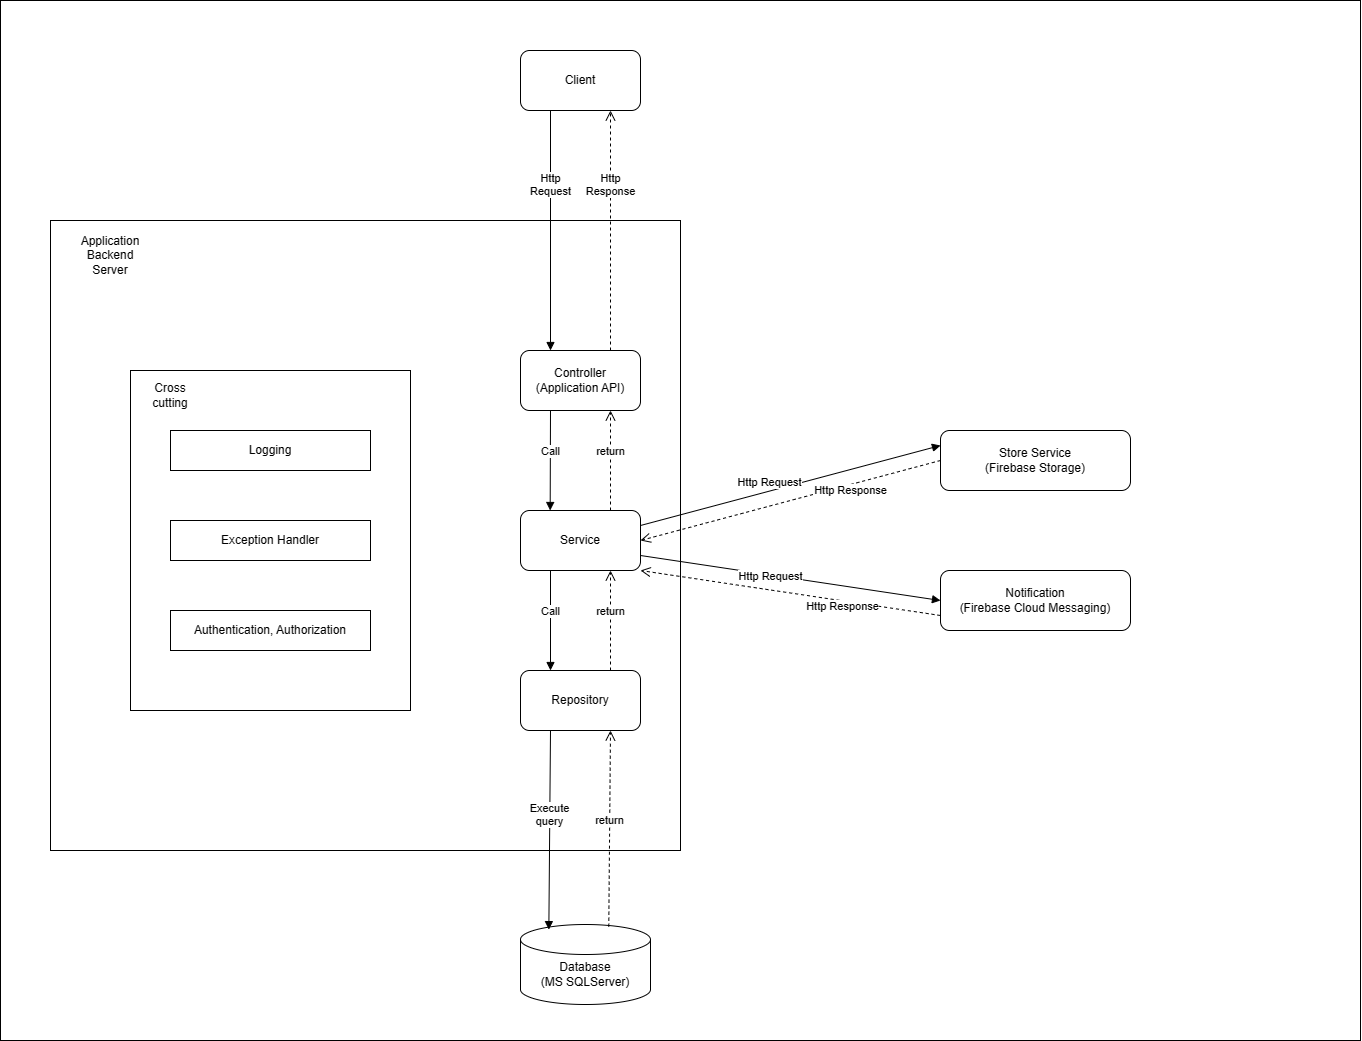 Client
Http
Request
Http
Response
Application
Backend
Server
Controller
(Application API)
Cross
cutting
Logging
Call
return
Store Service
(Firebase Storage)
Http Request
Http Response
Exception Handler
Service
Http Request
Http Response
Notification
(Firebase Cloud Messaging)
Call
return
Authentication, Authorization
Repository
Execute
query
return
Database
(MS SQLServer)